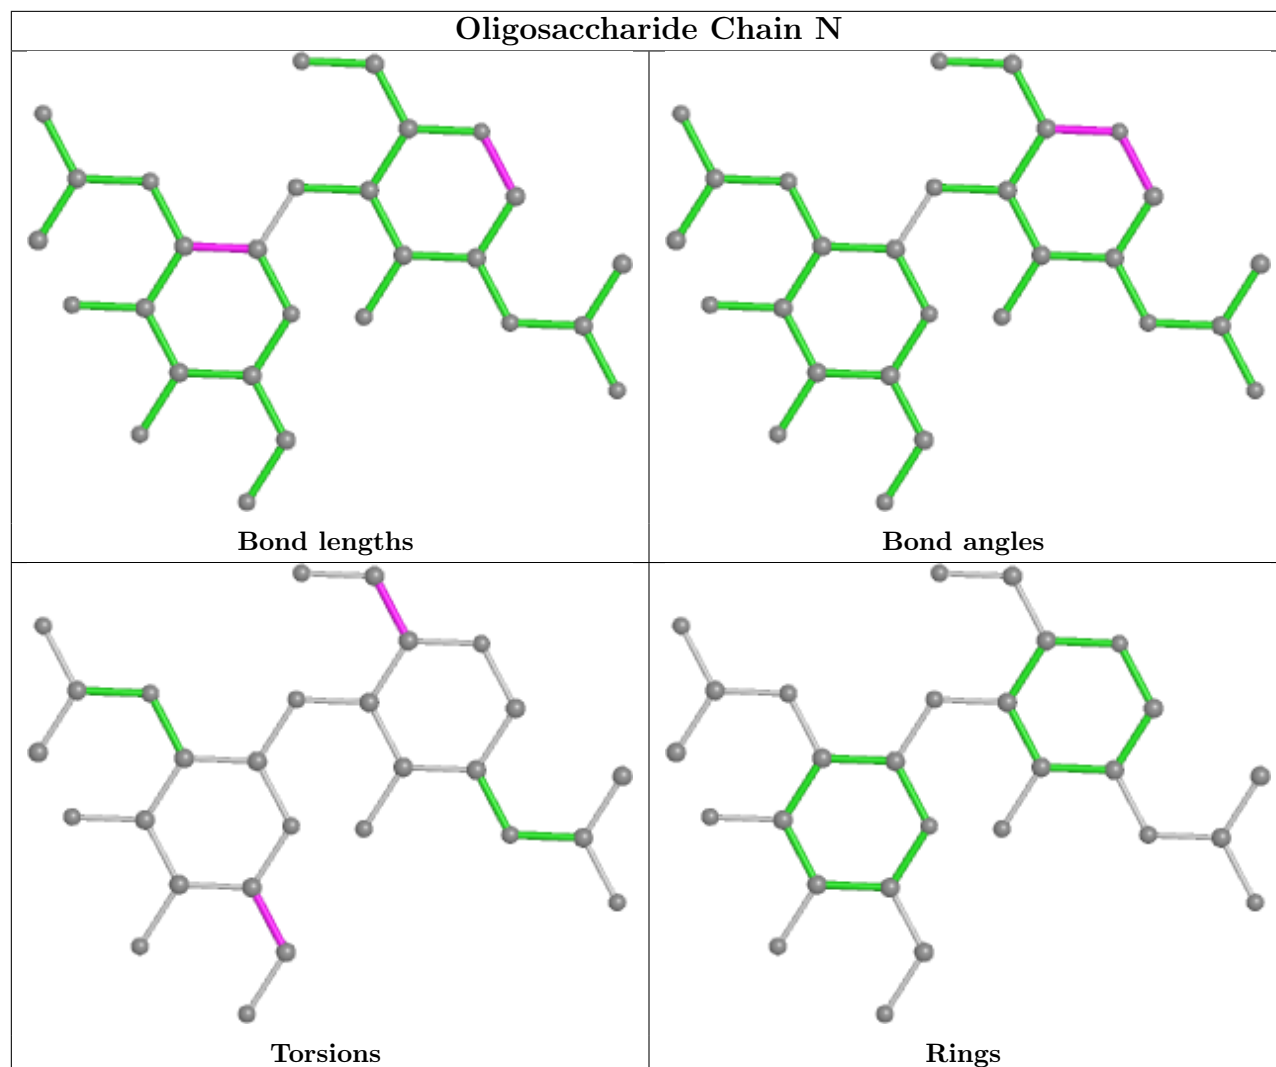 Oligosaccharide Chain N
Bond lengths
Bond angles
Torsions
Rings